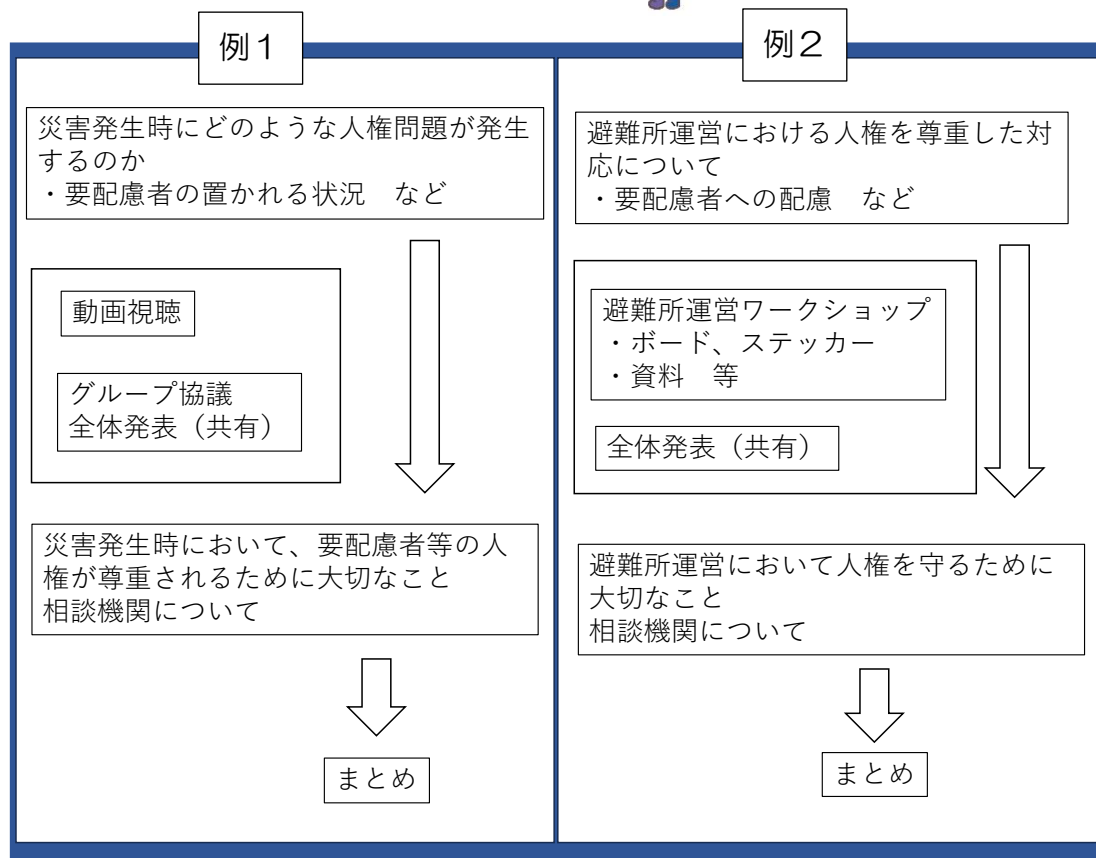 例1
災害発生時にどのような人権問題が発生
するのか
・要配慮者の置かれる状況　など
動画視聴
グループ協議
全体発表（共有）
災害発生時において、要配慮者等の人
権が尊重されるために大切なこと
相談機関について
まとめ
例2
避難所運営における人権を尊重した対
応について
・要配慮者への配慮　など
避難所運営ワークショップ
・ボード、ステッカー
・資料　等
全体発表（共有）
避難所運営において人権を守るために
大切なこと
相談機関について
まとめ